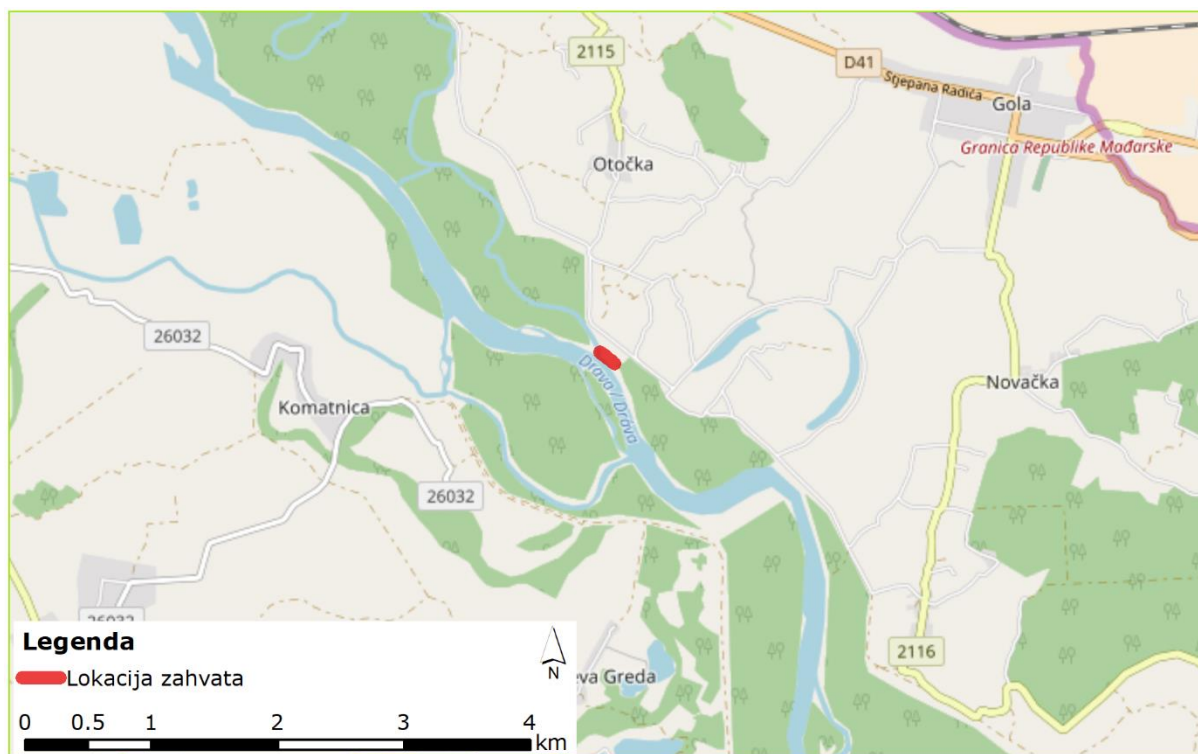 2115
D41
Stjepana Radića
Gola
Granica Republike Mađarske
Otočka
26032
Drava / Dráva
Novačka
Komatnica
26032
26032
2116
eva Greda
Legenda
N
Lokacija zahvata
0 0.5 1 2 3 4
km